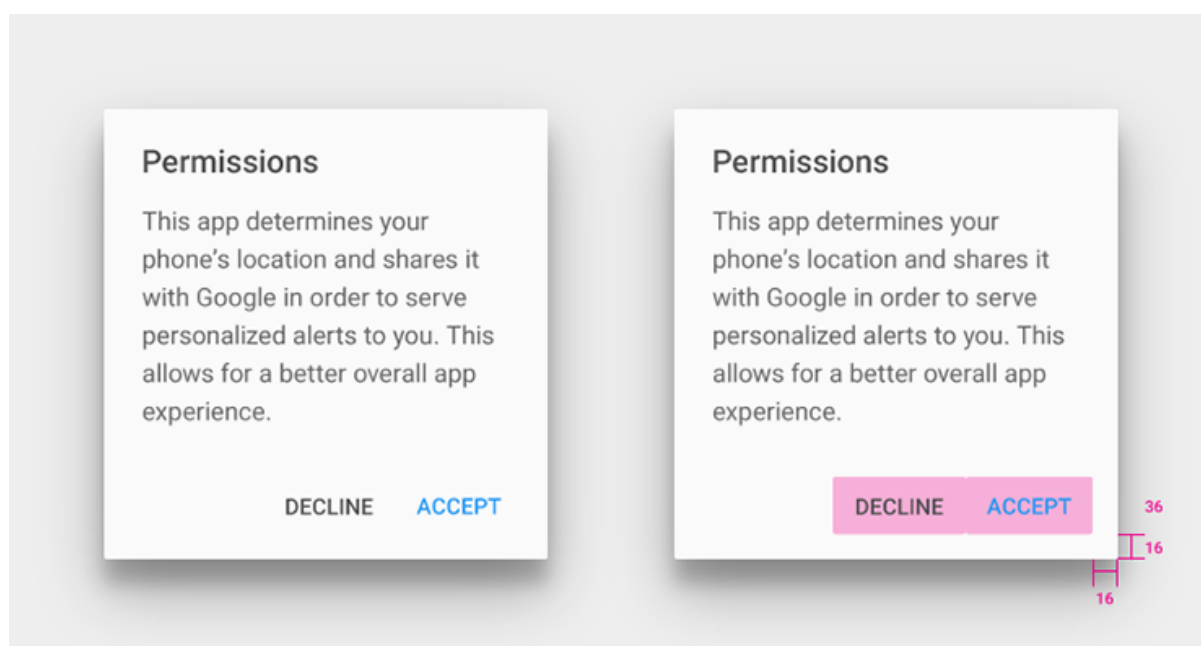 Permissions
This app determines your
phone’s location and shares it
with Google in order to serve
personalized alerts to you. This
allows for a better overall app
experience.
DECLINE ACCEPT
Permissions
This app determines your
phone’s location and shares it
with Google in order to serve
personalized alerts to you. This
allows for a better overall app
experience.
DECLINE ACCEPT
36
16
16